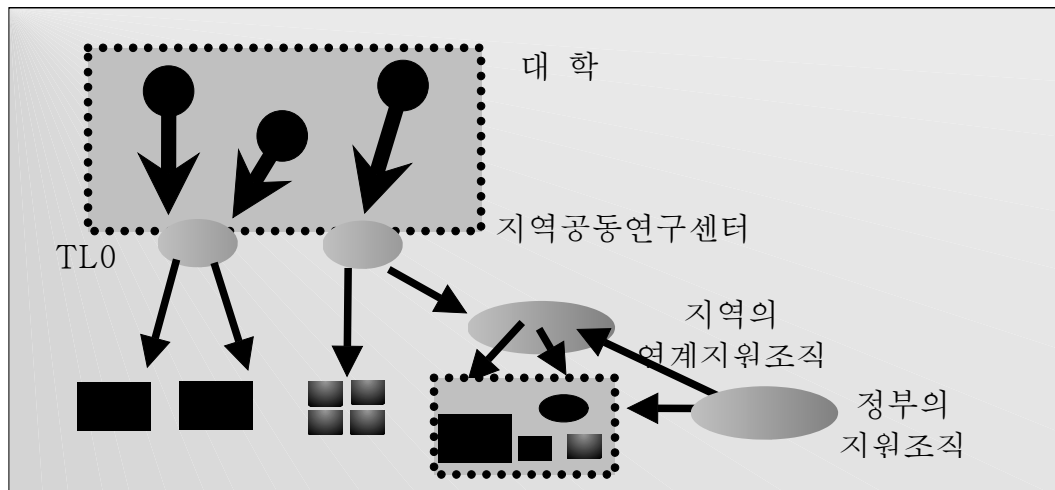 대 학
지역공동연구센터
TLO
지역의
연계지원조직
정부의
지원조직